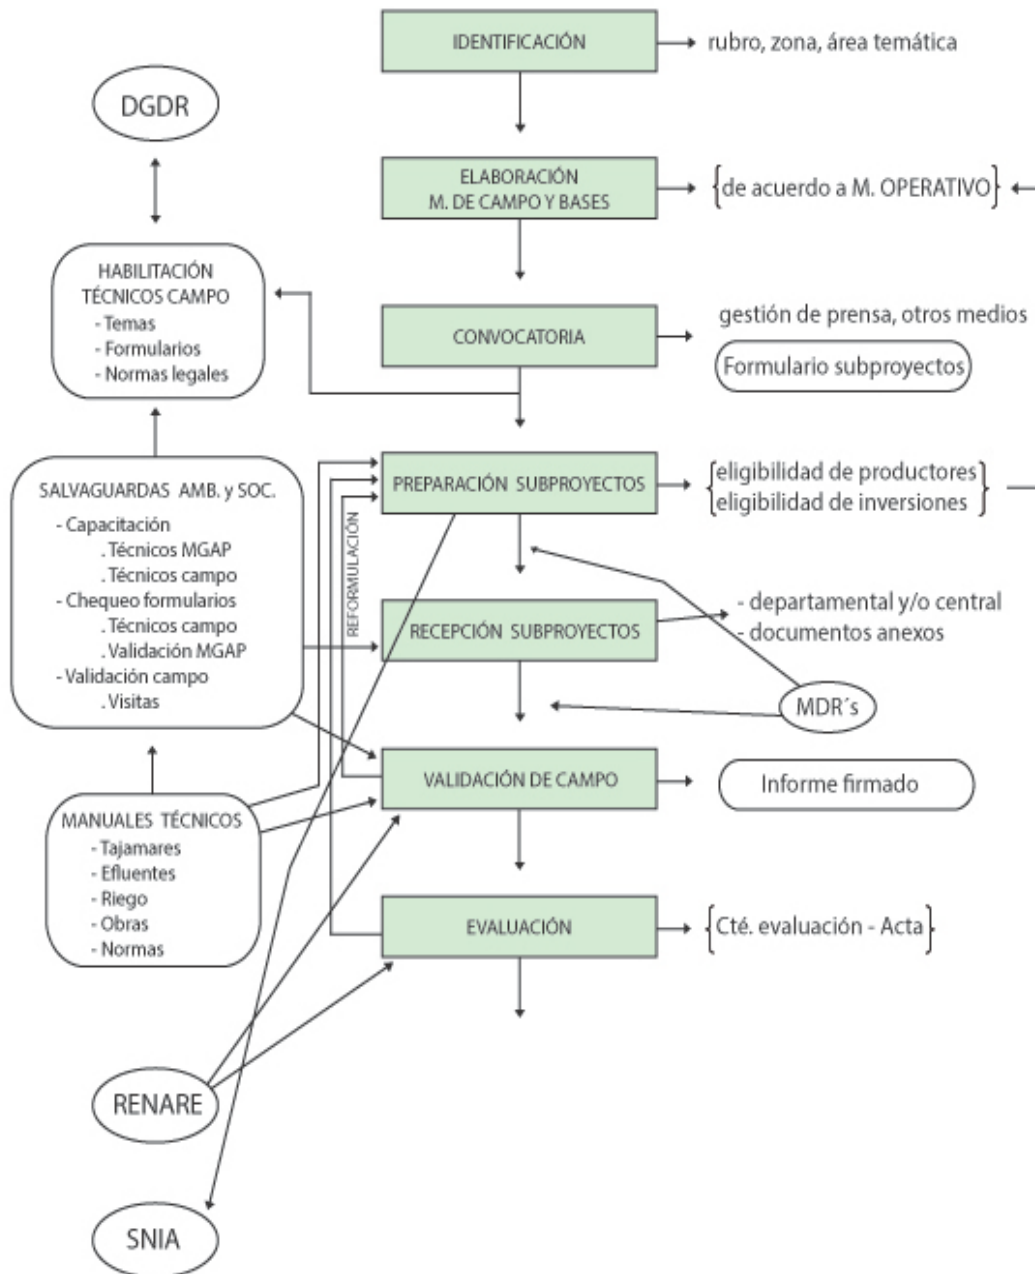 IDENTIFICACIÓN
rubro, zona, área temática
DGDR
ELABORACIÓN
M. DE CAMPO Y BASES
{de acuerdo a M. OPERATIVO}
HABILITACIÓN
TÉCNICOS CAMPO
- Temas
- Formularios
- Normas legales
CONVOCATORIA
gestión de prensa, otros medios
Formulario subproyectos
SALVAGUARDAS AMB. y SOC.
- Capacitación
. Técnicos MGAP
. Técnicos campo
- Chequeo formularios
. Técnicos campo
. Validación MGAP
- Validación campo
. Visitas
REFORMULACIÓN
PREPARACIÓN SUBPROYECTOS
eligibilidad de productores
eligibilidad de inversiones
RECEPCIÓN SUBPROYECTOS
- departamental y/o central
- documentos anexos
MDR´s
VALIDACIÓN DE CAMPO
Informe firmado
MANUALES TÉCNICOS
- Tajamares
- Efluentes
- Riego
- Obras
- Normas
EVALUACIÓN
{Cté. evaluación - Acta}
RENARE
SNIA